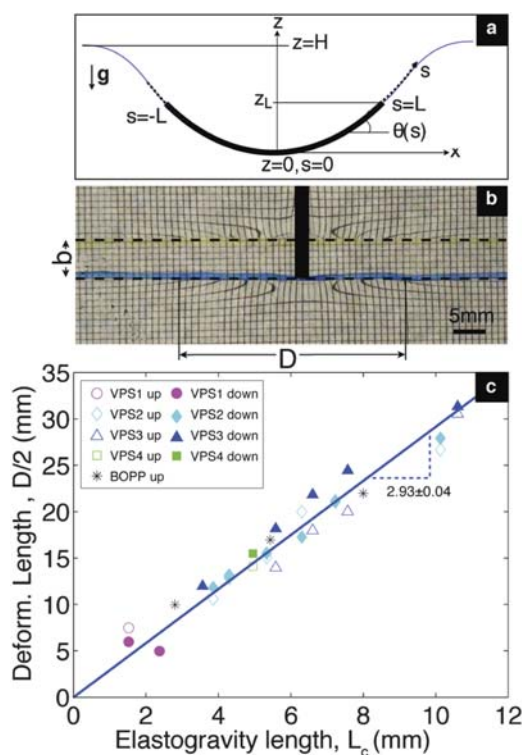 a
z
z=H
g
s
z_L
s=-L
s=L
θ(s)
x
z=0, s=0
b
b
5mm
D
c
35
30
25
20
15
10
5
0
Deform. Length, D/2 (mm)
VPS1 up VPS1 down
VPS2 up VPS2 down
VPS3 up VPS3 down
VPS4 up VPS4 down
BOPP up
2.93±0.04
0 2 4 6 8 10 12
Elastogravity length, L_c (mm)